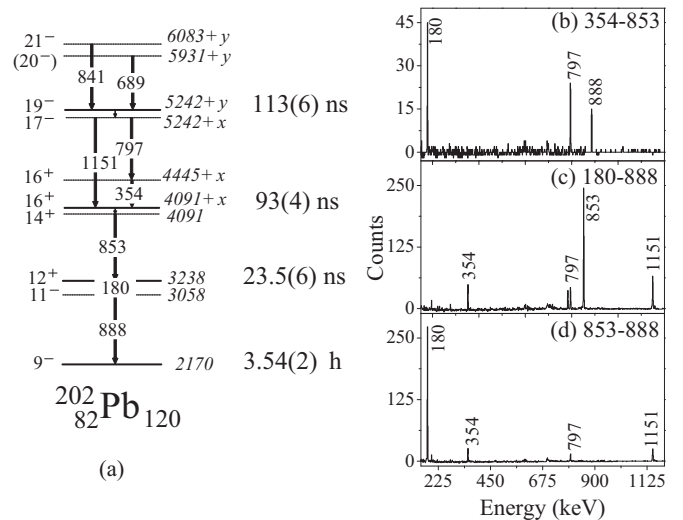 21⁻ 6083+y
(20⁻) 5931+y
841 689
19⁻ 5242+y 113(6) ns
17⁻ 5242+x
1151 797
16⁺ 4445+x
354
16⁺ 4091+x 93(4) ns
14⁺ 4091
853
12⁺ 3238 23.5(6) ns
180
11⁻ 3058
888
9⁻ 2170 3.54(2) h
²⁰²₈₂Pb₁₂₀
(a)
(b) 354-853
45
30
15
0
180
797
888
(c) 180-888
250
125
0
354
797
853
1151
Counts
(d) 853-888
250
125
0
180
354
797
1151
225 450 675 900 1125
Energy (keV)